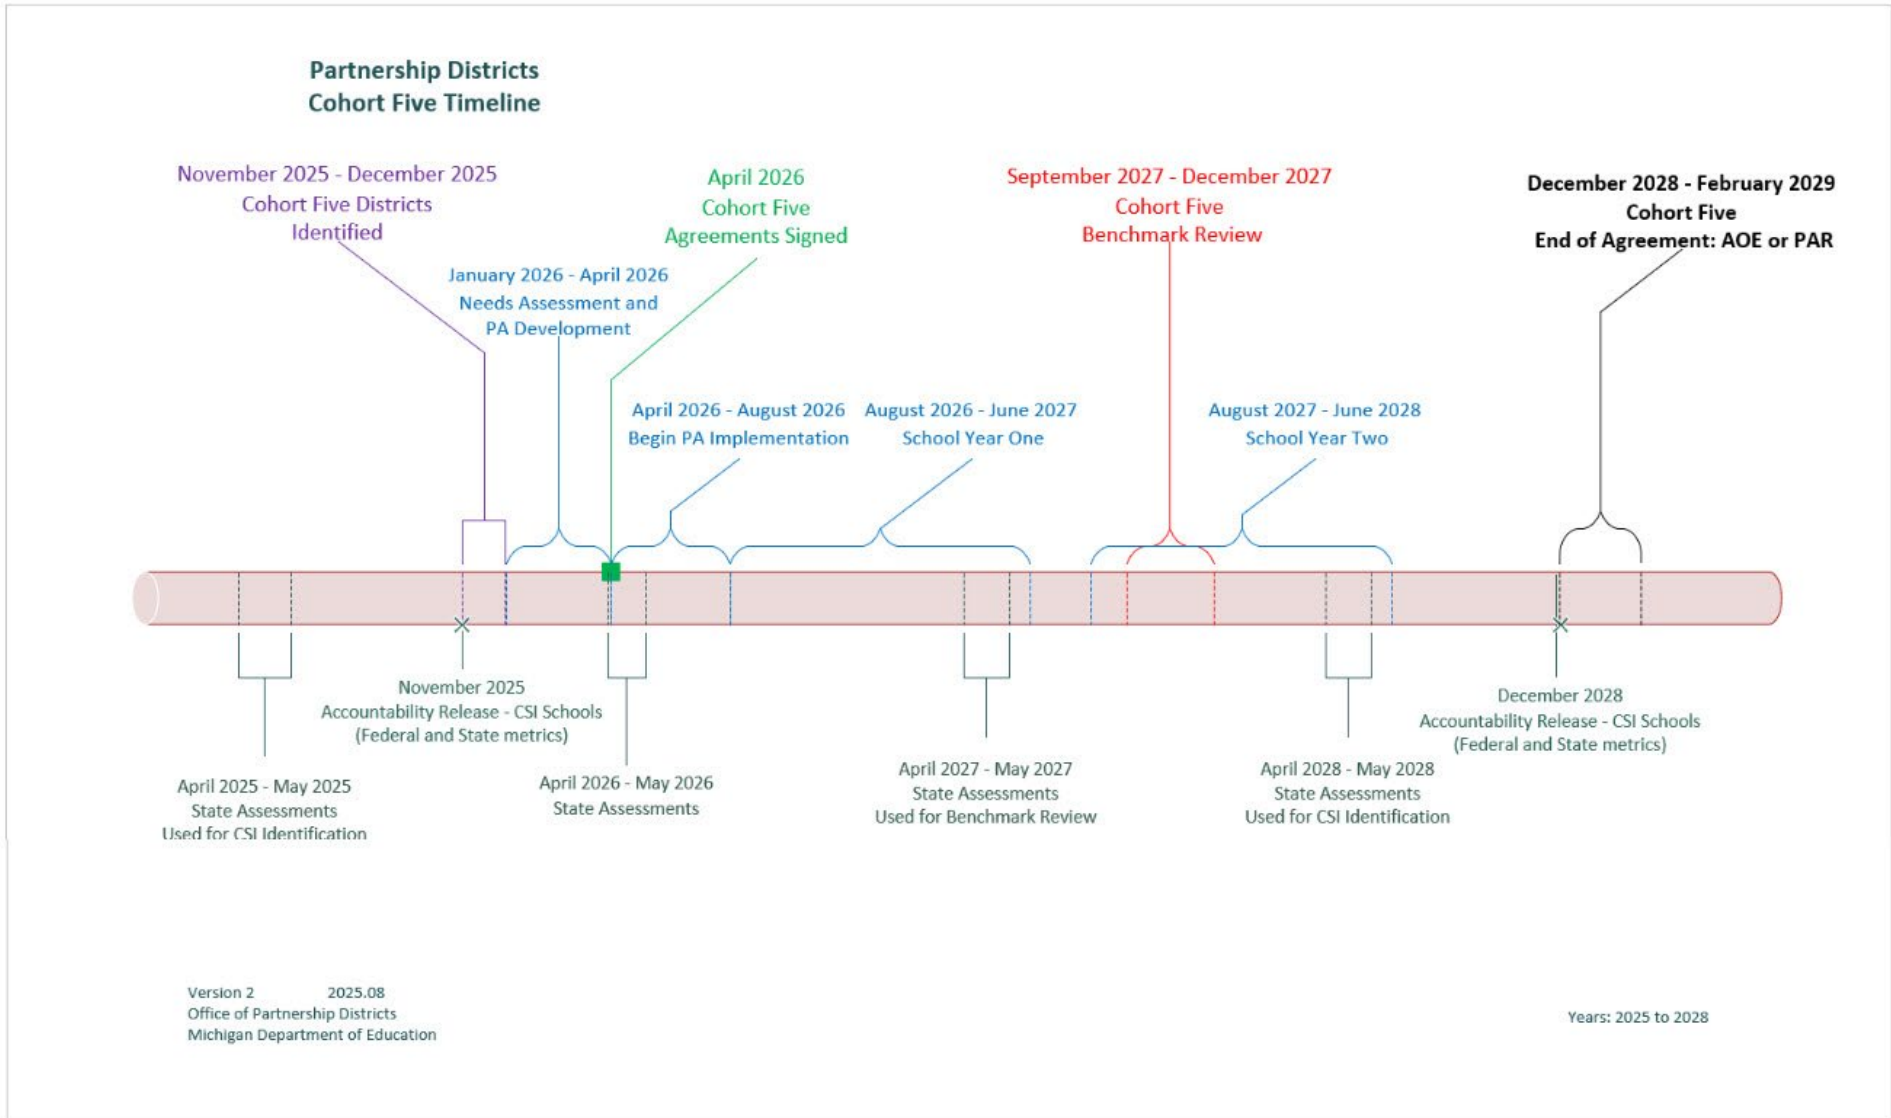 Partnership Districts
Cohort Five Timeline
November 2025 - December 2025
Cohort Five Districts
Identified
April 2026
Cohort Five
Agreements Signed
September 2027 - December 2027
Cohort Five
Benchmark Review
December 2028 - February 2029
Cohort Five
End of Agreement: AOE or PAR
January 2026 - April 2026
Needs Assessment and
PA Development
April 2026 - August 2026
Begin PA Implementation
August 2026 - June 2027
School Year One
August 2027 - June 2028
School Year Two
November 2025
Accountability Release - CSI Schools
(Federal and State metrics)
December 2028
Accountability Release - CSI Schools
(Federal and State metrics)
April 2025 - May 2025
State Assessments
Used for CSI Identification
April 2026 - May 2026
State Assessments
April 2027 - May 2027
State Assessments
Used for Benchmark Review
April 2028 - May 2028
State Assessments
Used for CSI Identification
Version 2 2025.08
Office of Partnership Districts
Michigan Department of Education
Years: 2025 to 2028